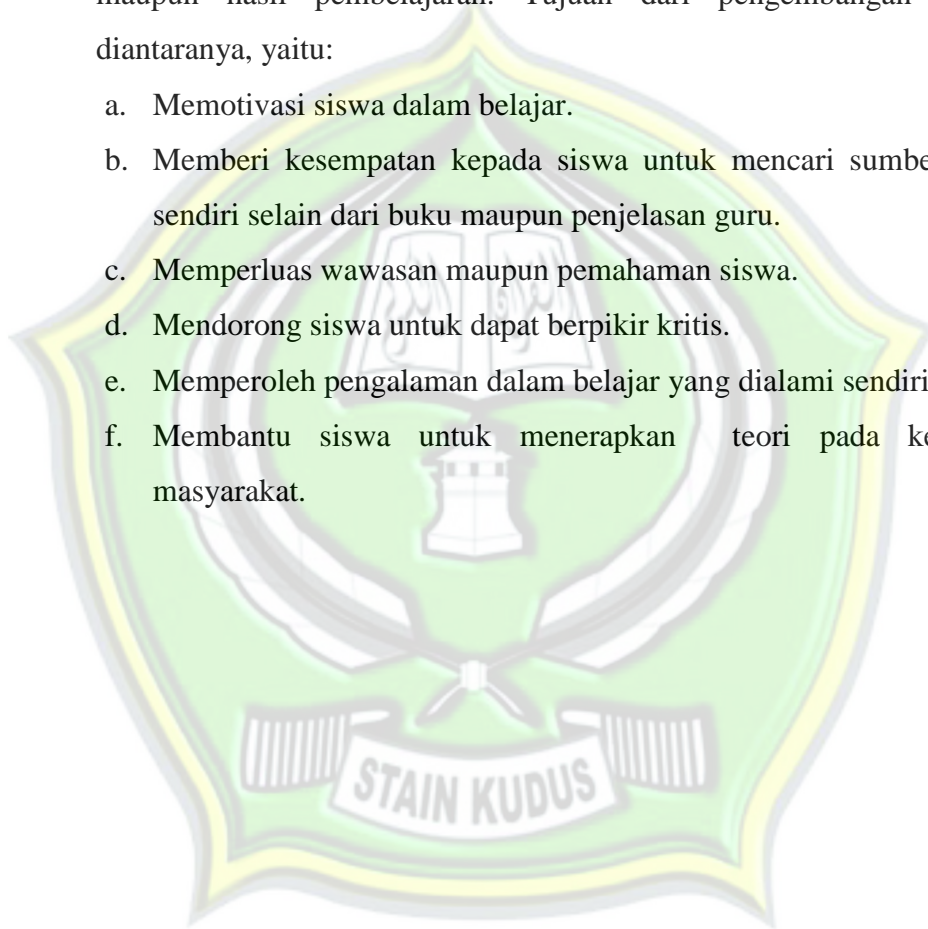 maupun hasil pembelajaran. Tujuan dari pengembangan
diantaranya, yaitu:
a. Memotivasi siswa dalam belajar.
b. Memberi kesempatan kepada siswa untuk mencari sumbe
sendiri selain dari buku maupun penjelasan guru.
c. Memperluas wawasan maupun pemahaman siswa.
d. Mendorong siswa untuk dapat berpikir kritis.
e. Memperoleh pengalaman dalam belajar yang dialami sendiri
f. Membantu siswa untuk menerapkan teori pada ke
masyarakat.
STAIN KUDUS